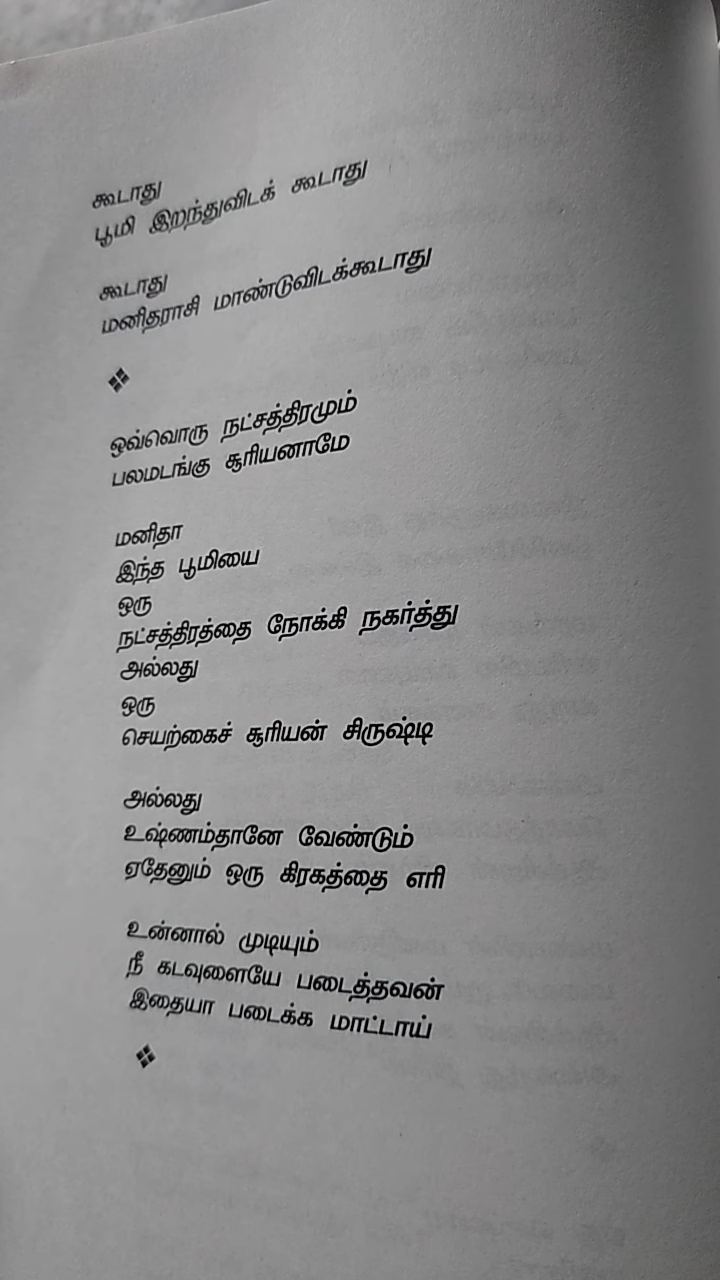 கூடாது
பூமி இறந்துவிடக் கூடாது
கூடாது
மனிதராசி மாண்டுவிடக்கூடாது
❖
ஒவ்வொரு நட்சத்திரமும்
பலமடங்கு சூரியனாமே
மனிதா
இந்த பூமியை
ஒரு
நட்சத்திரத்தை நோக்கி நகர்த்து
அல்லது
ஒரு
செயற்கைச் சூரியன் சிருஷ்டி
அல்லது
உஷ்ணம்தானே வேண்டும்
ஏதேனும் ஒரு கிரகத்தை எரி
உன்னால் முடியும்
நீ கடவுளையே படைத்தவன்
இதையா படைக்க மாட்டாய்
❖